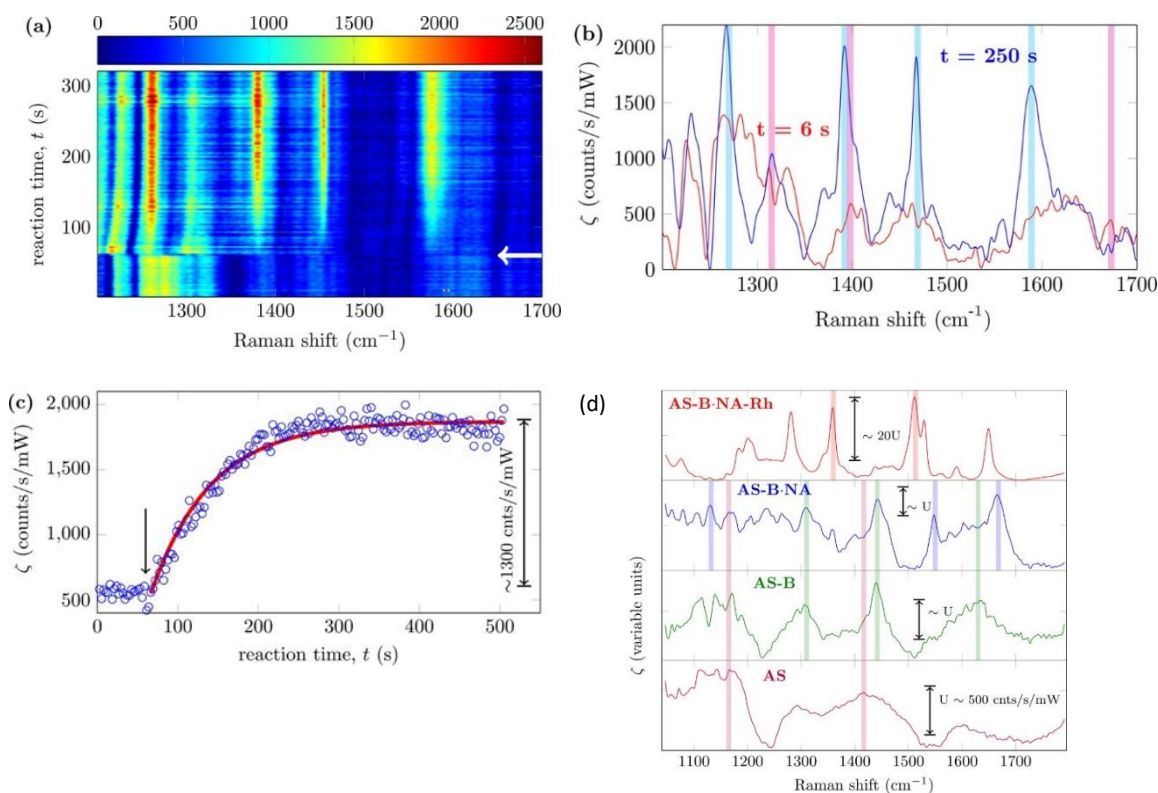 (a)
0 500 1000 1500 2000 2500
reaction time, t (s)
300
200
100
1300 1400 1500 1600 1700
Raman shift (cm⁻¹)
(b)
ζ (counts/s/mW)
2000
1500
1000
500
0
t = 250 s
t = 6 s
1300 1400 1500 1600 1700
Raman shift (cm⁻¹)
(c)
ζ (counts/s/mW)
2,000
1,500
1,000
500
~1300 cnts/s/mW
0 100 200 300 400 500
reaction time, t (s)
(d)
ζ (variable units)
AS-B·NA-Rh
~ 20U
AS-B·NA
~ U
AS-B
~ U
AS
U ~ 500 cnts/s/mW
1100 1200 1300 1400 1500 1600 1700
Raman shift (cm⁻¹)